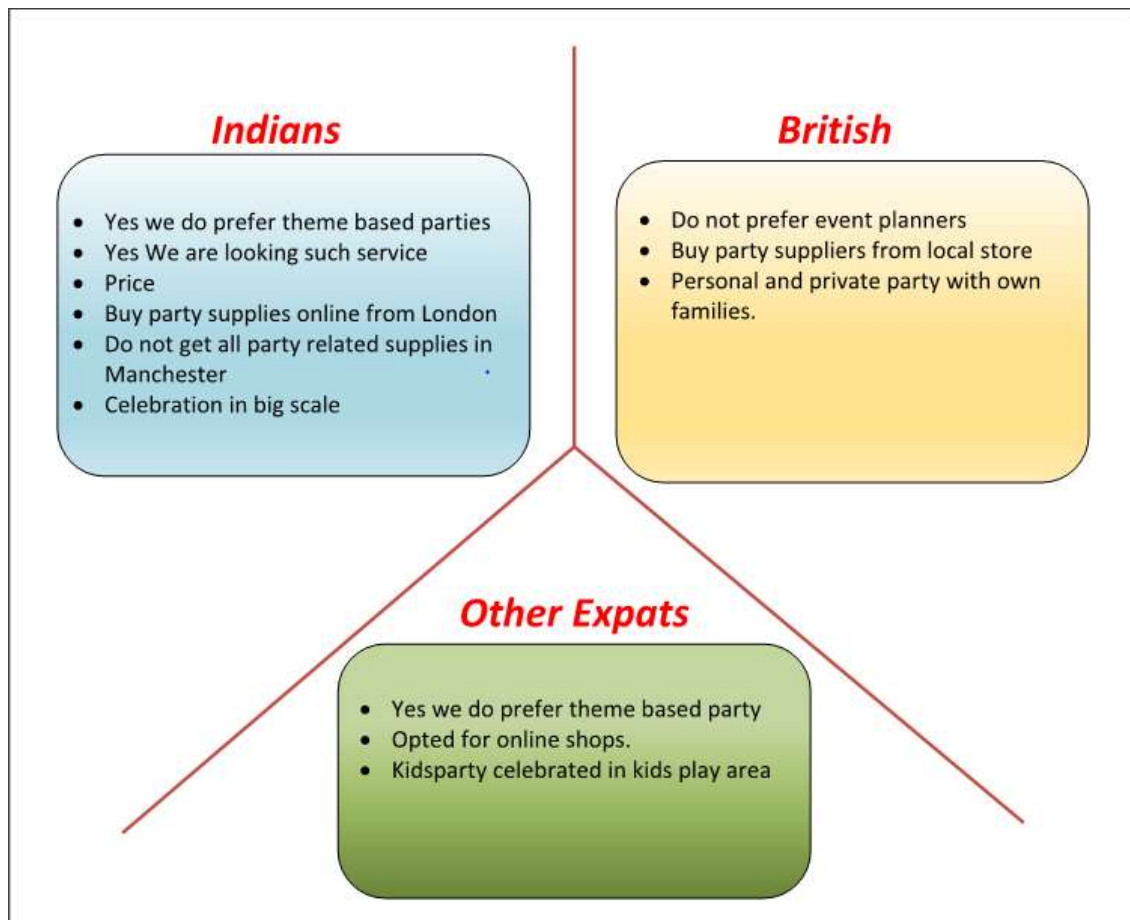 Indians
• Yes we do prefer theme based parties
• Yes We are looking such service
• Price
• Buy party supplies online from London
• Do not get all party related supplies in
Manchester
• Celebration in big scale
British
• Do not prefer event planners
• Buy party suppliers from local store
• Personal and private party with own
families.
Other Expats
• Yes we do prefer theme based party
• Opted for online shops.
• Kidsparty celebrated in kids play area